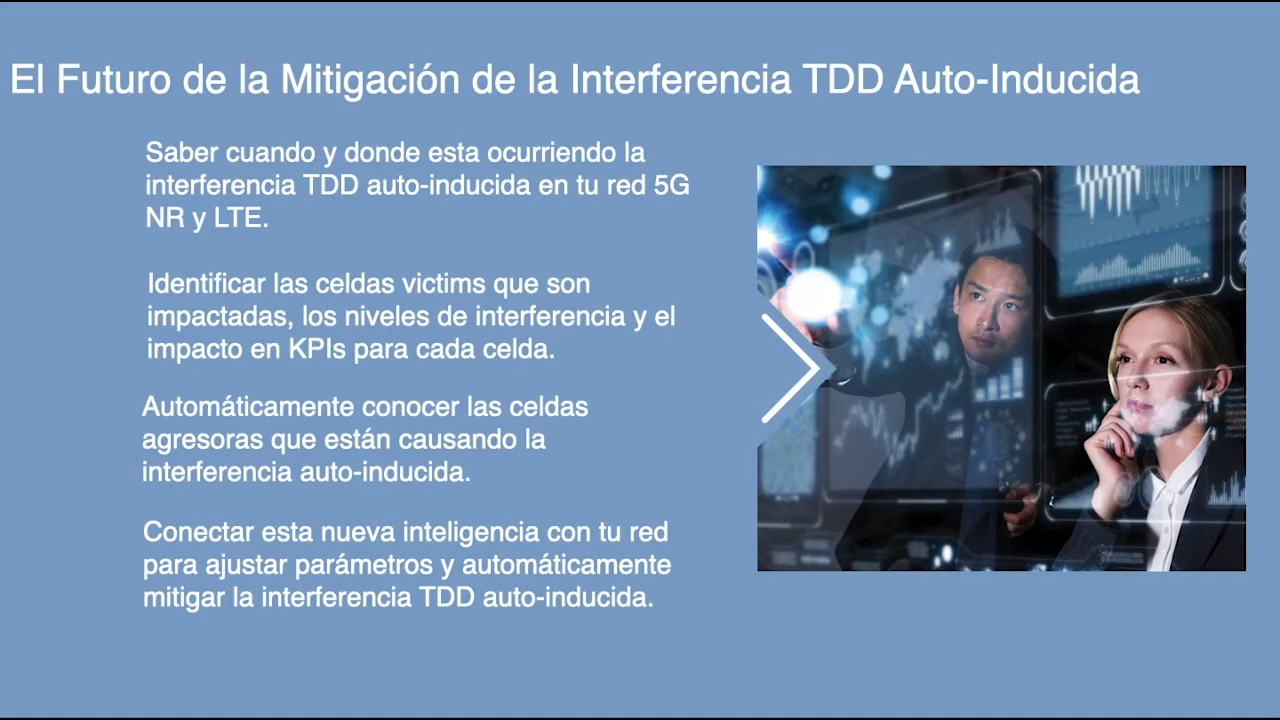 El Futuro de la Mitigación de la Interferencia TDD Auto-Inducida
Saber cuando y donde esta ocurriendo la
interferencia TDD auto-inducida en tu red 5G
NR y LTE.
Identificar las celdas victims que son
impactadas, los niveles de interferencia y el
impacto en KPIs para cada celda.
Automáticamente conocer las celdas
agresoras que están causando la
interferencia auto-inducida.
Conectar esta nueva inteligencia con tu red
para ajustar parámetros y automáticamente
mitigar la interferencia TDD auto-inducida.